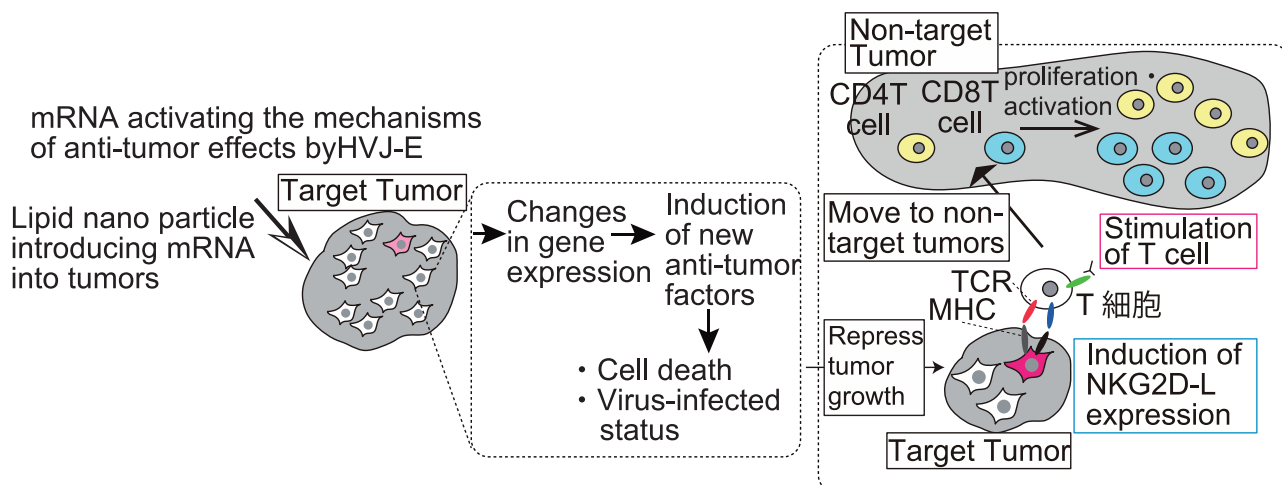 mRNA activating the mechanisms
of anti-tumor effects byHVJ-E
Lipid nano particle
introducing mRNA
into tumors
Target Tumor
Changes
in gene
expression
Induction
of new
anti-tumor
factors
・Cell death
・Virus-infected
status
Non-target
Tumor
CD4T
cell
CD8T
cell
proliferation・
activation
Move to non-
target tumors
Stimulation
of T cell
TCR
MHC
T 細胞
Repress
tumor
growth
Induction of
NKG2D-L
expression
Target Tumor